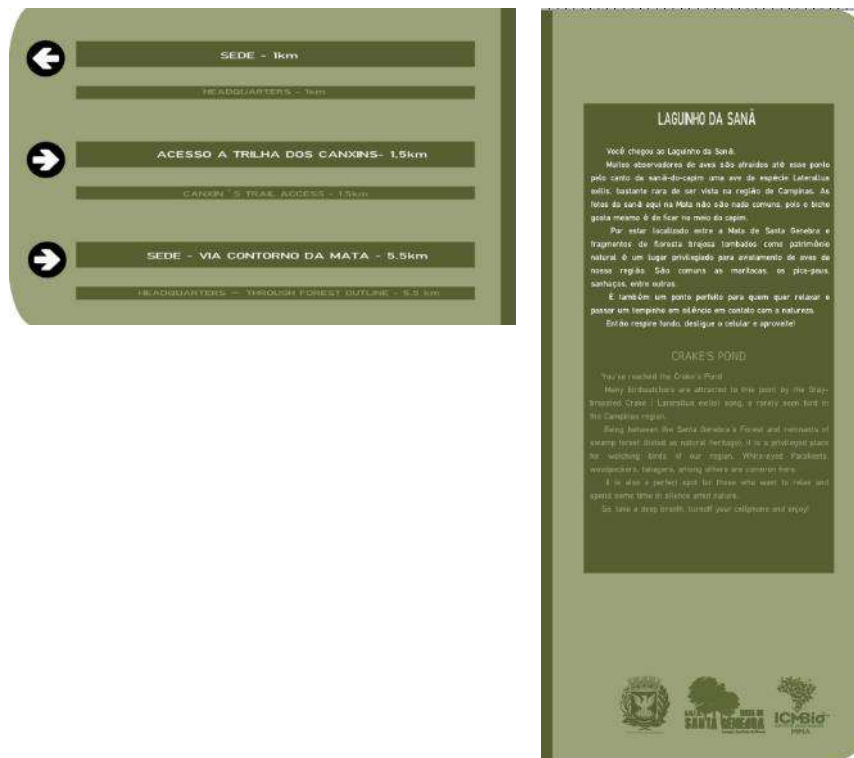 SEDE - 1km
HEADQUARTERS - 1km
ACESSO A TRILHA DOS CANXINS- 1,5km
CANXIN´S TRAIL ACCESS - 1,5km
SEDE - VIA CONTORNO DA MATA - 5.5km
HEADQUARTERS – THROUGH FOREST OUTLINE - 5.5 km
LAGUINHO DA SANÃ
Você chegou ao Laguinho da Sanã.
Muitos observadores de aves são atraídos até esse ponto
pelo canto da sanã-do-capim uma ave da espécie Laterallus
exilis, bastante rara de ser vista na região de Campinas. As
fotos da sanã aqui na Mata não são nada comuns, pois o bicho
gosta mesmo é de ficar no meio do capim.
Por estar localizado entre a Mata de Santa Genebra e
fragmentos de floresta brejosa tombados como patrimônio
natural é um lugar privilegiado para avistamento de aves da
nossa região. São comuns as maritacas, os pica-paus,
sanhaços, entre outras.
É também um ponto perfeito para quem quer relaxar e
passar um tempinho em silêncio em contato com a natureza.
Então respire fundo, desligue o celular e aproveite!
CRAKE'S POND
You've reached the Crake's Pond
Many birdwatchers are attracted to this point by the Gray-
Breasted Crake ( Laterallus exilis) song, a rarely seen bird in
the Campinas region.
Being between the Santa Genebra's Forest and remnants of
swamp forest (listed as natural heritage), it is a privileged place
for watching birds of our region. White-eyed Parakeets,
woodpeckers, tanagers, among others are common here.
It is also a perfect spot for those who want to relax and
spend some time in silence amid nature.
So, take a deep breath, turnoff your cellphone and enjoy!
SANTA GENEBRA
ICMBio
MMA